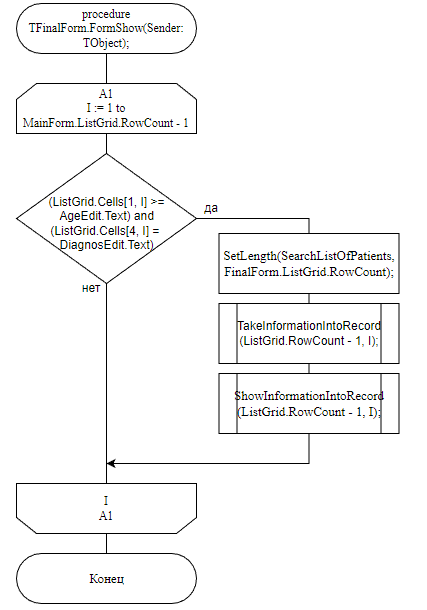 procedure
TFinalForm.FormShow(Sender:
TObject);
A1
I := 1 to
MainForm.ListGrid.RowCount - 1
(ListGrid.Cells[1, I] >=
AgeEdit.Text) and
(ListGrid.Cells[4, I] =
DiagnosEdit.Text)
да
SetLength(SearchListOfPatients,
FinalForm.ListGrid.RowCount);
нет
TakeInformationIntoRecord
(ListGrid.RowCount - 1, I);
ShowInformationIntoRecord
(ListGrid.RowCount - 1, I);
I
A1
Конец